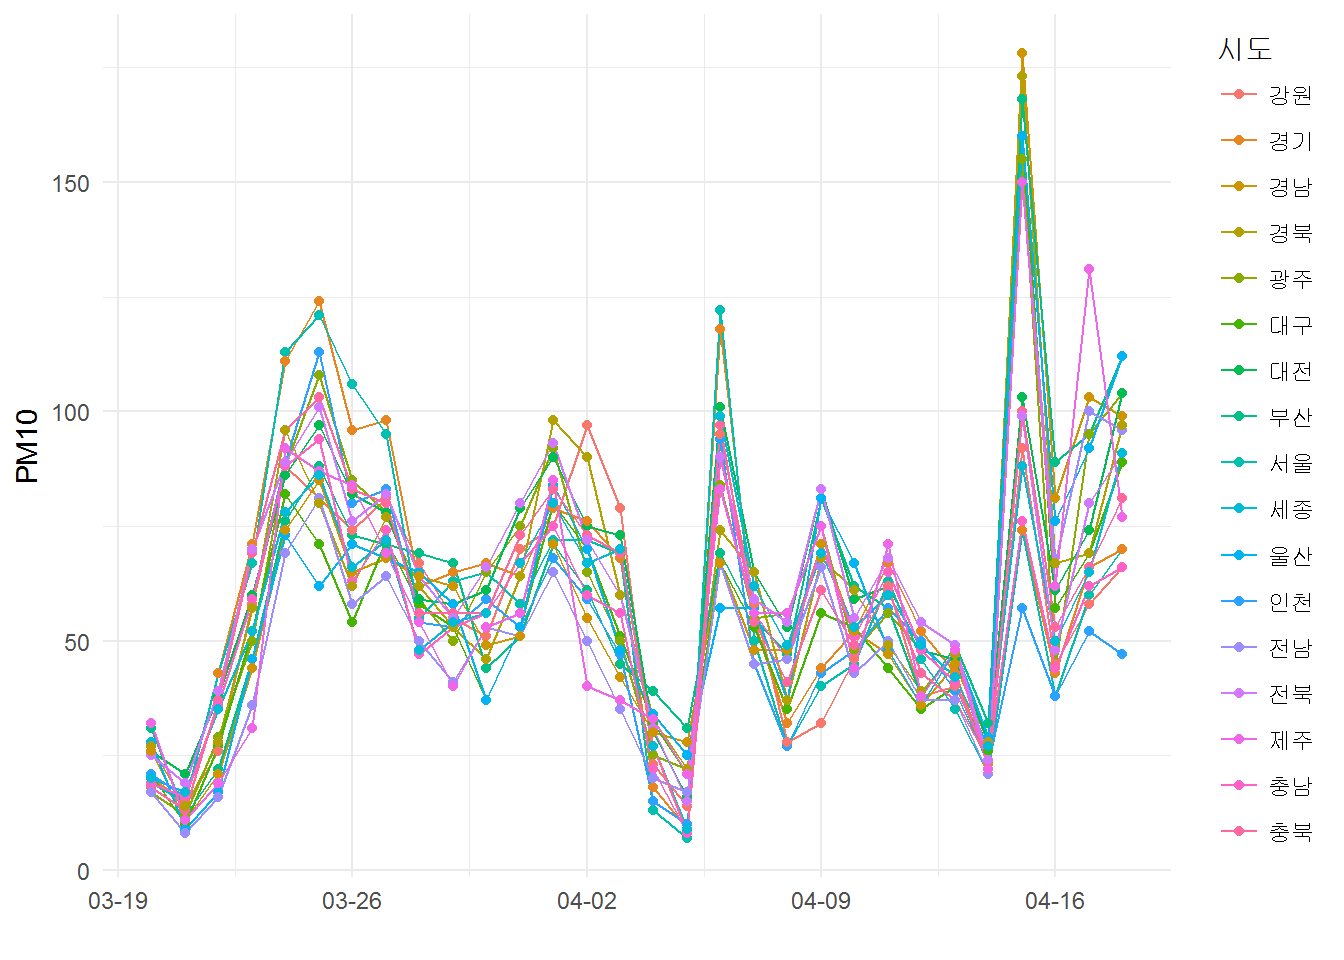 PM10
150
100
50
0
03-19
03-26
04-02
04-09
04-16
시도
강원
경기
경남
경북
광주
대구
대전
부산
서울
세종
울산
인천
전남
전북
제주
충남
충북